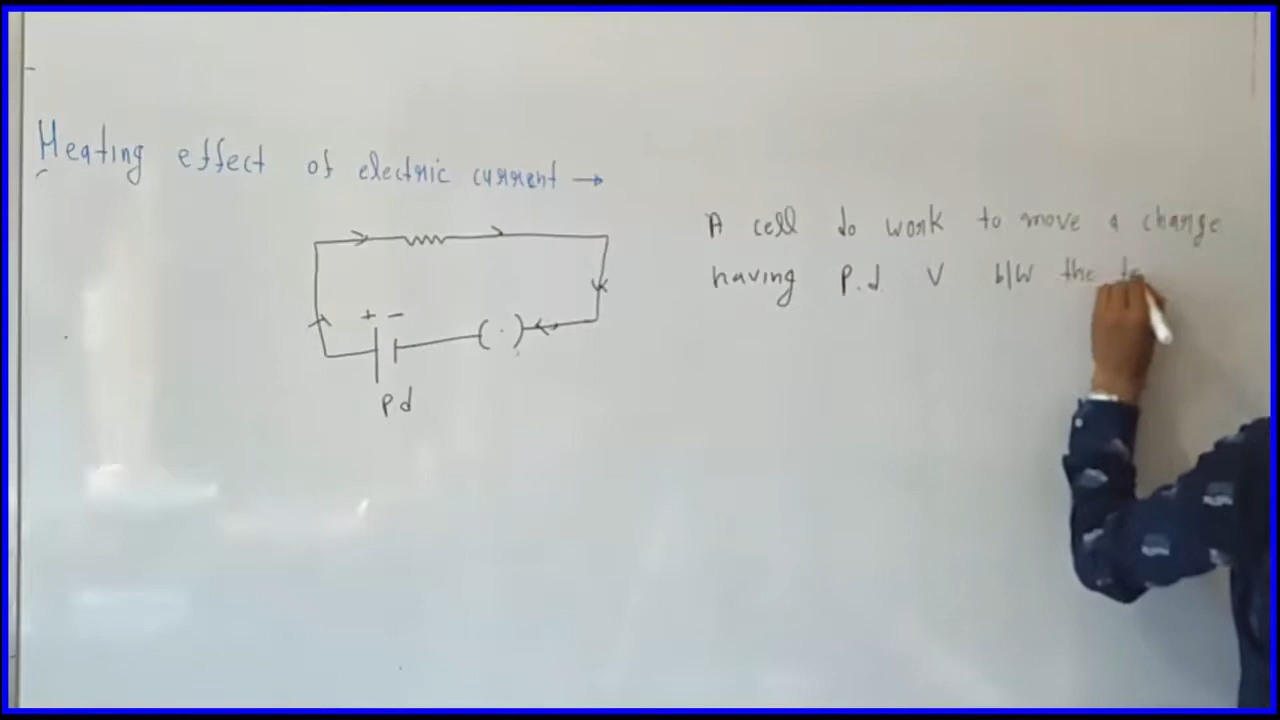 Heating effect of electric current →
A cell do work to move a charge
having P.d V b/w the
+ -
( · )
Pd